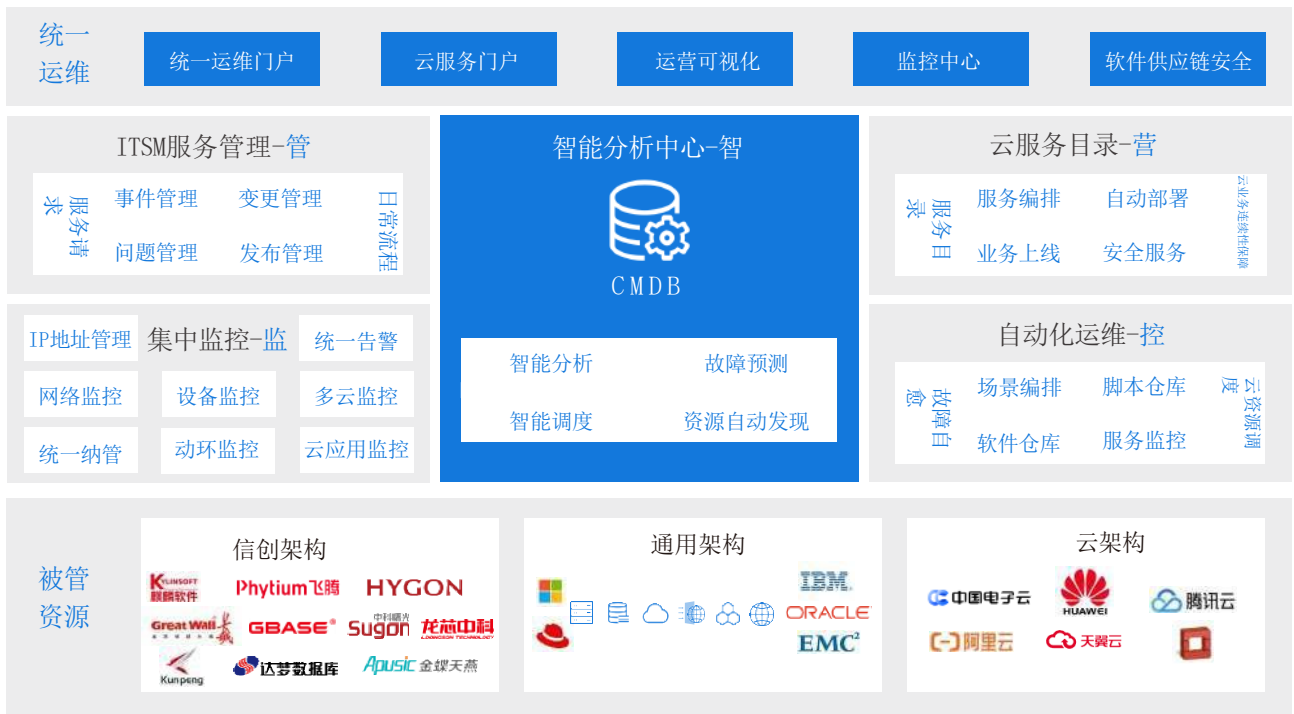 统一
运维
统一运维门户
云服务门户
运营可视化
监控中心
软件供应链安全
ITSM服务管理-管
服务请求
事件管理
变更管理
问题管理
发布管理
日常流程
智能分析中心-智
CMDB
智能分析
故障预测
智能调度
资源自动发现
云服务目录-营
服务目录
服务编排
自动部署
业务上线
安全服务
云业务连续性保障
IP地址管理
集中监控-监
统一告警
网络监控
设备监控
多云监控
统一纳管
动环监控
云应用监控
自动化运维-控
故障自愈
场景编排
脚本仓库
软件仓库
服务监控
云资源调度
被管
资源
信创架构
KYLINSOFT
麒麟软件
Phytium飞腾
HYGON
Great Wall
GBASE®
中科曙光
Sugon
龙芯中科
LOONGSON TECHNOLOGY
Kunpeng
达梦数据库
Apusic 金蝶天燕
通用架构
IBM
ORACLE
EMC²
云架构
中国电子云
HUAWEI
腾讯云
阿里云
天翼云